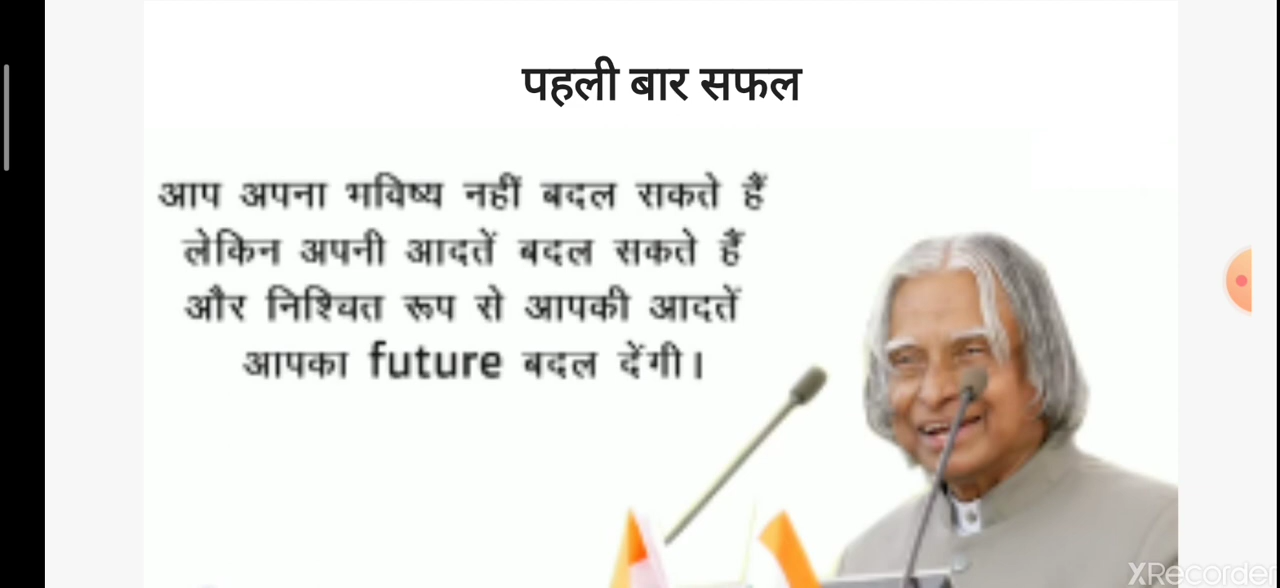 पहली बार सफल
आप अपना भविष्य नहीं बदल सकते हैं
लेकिन अपनी आदतें बदल सकते हैं
और निश्चित रूप से आपकी आदतें
आपका future बदल देंगी।
XRecorder